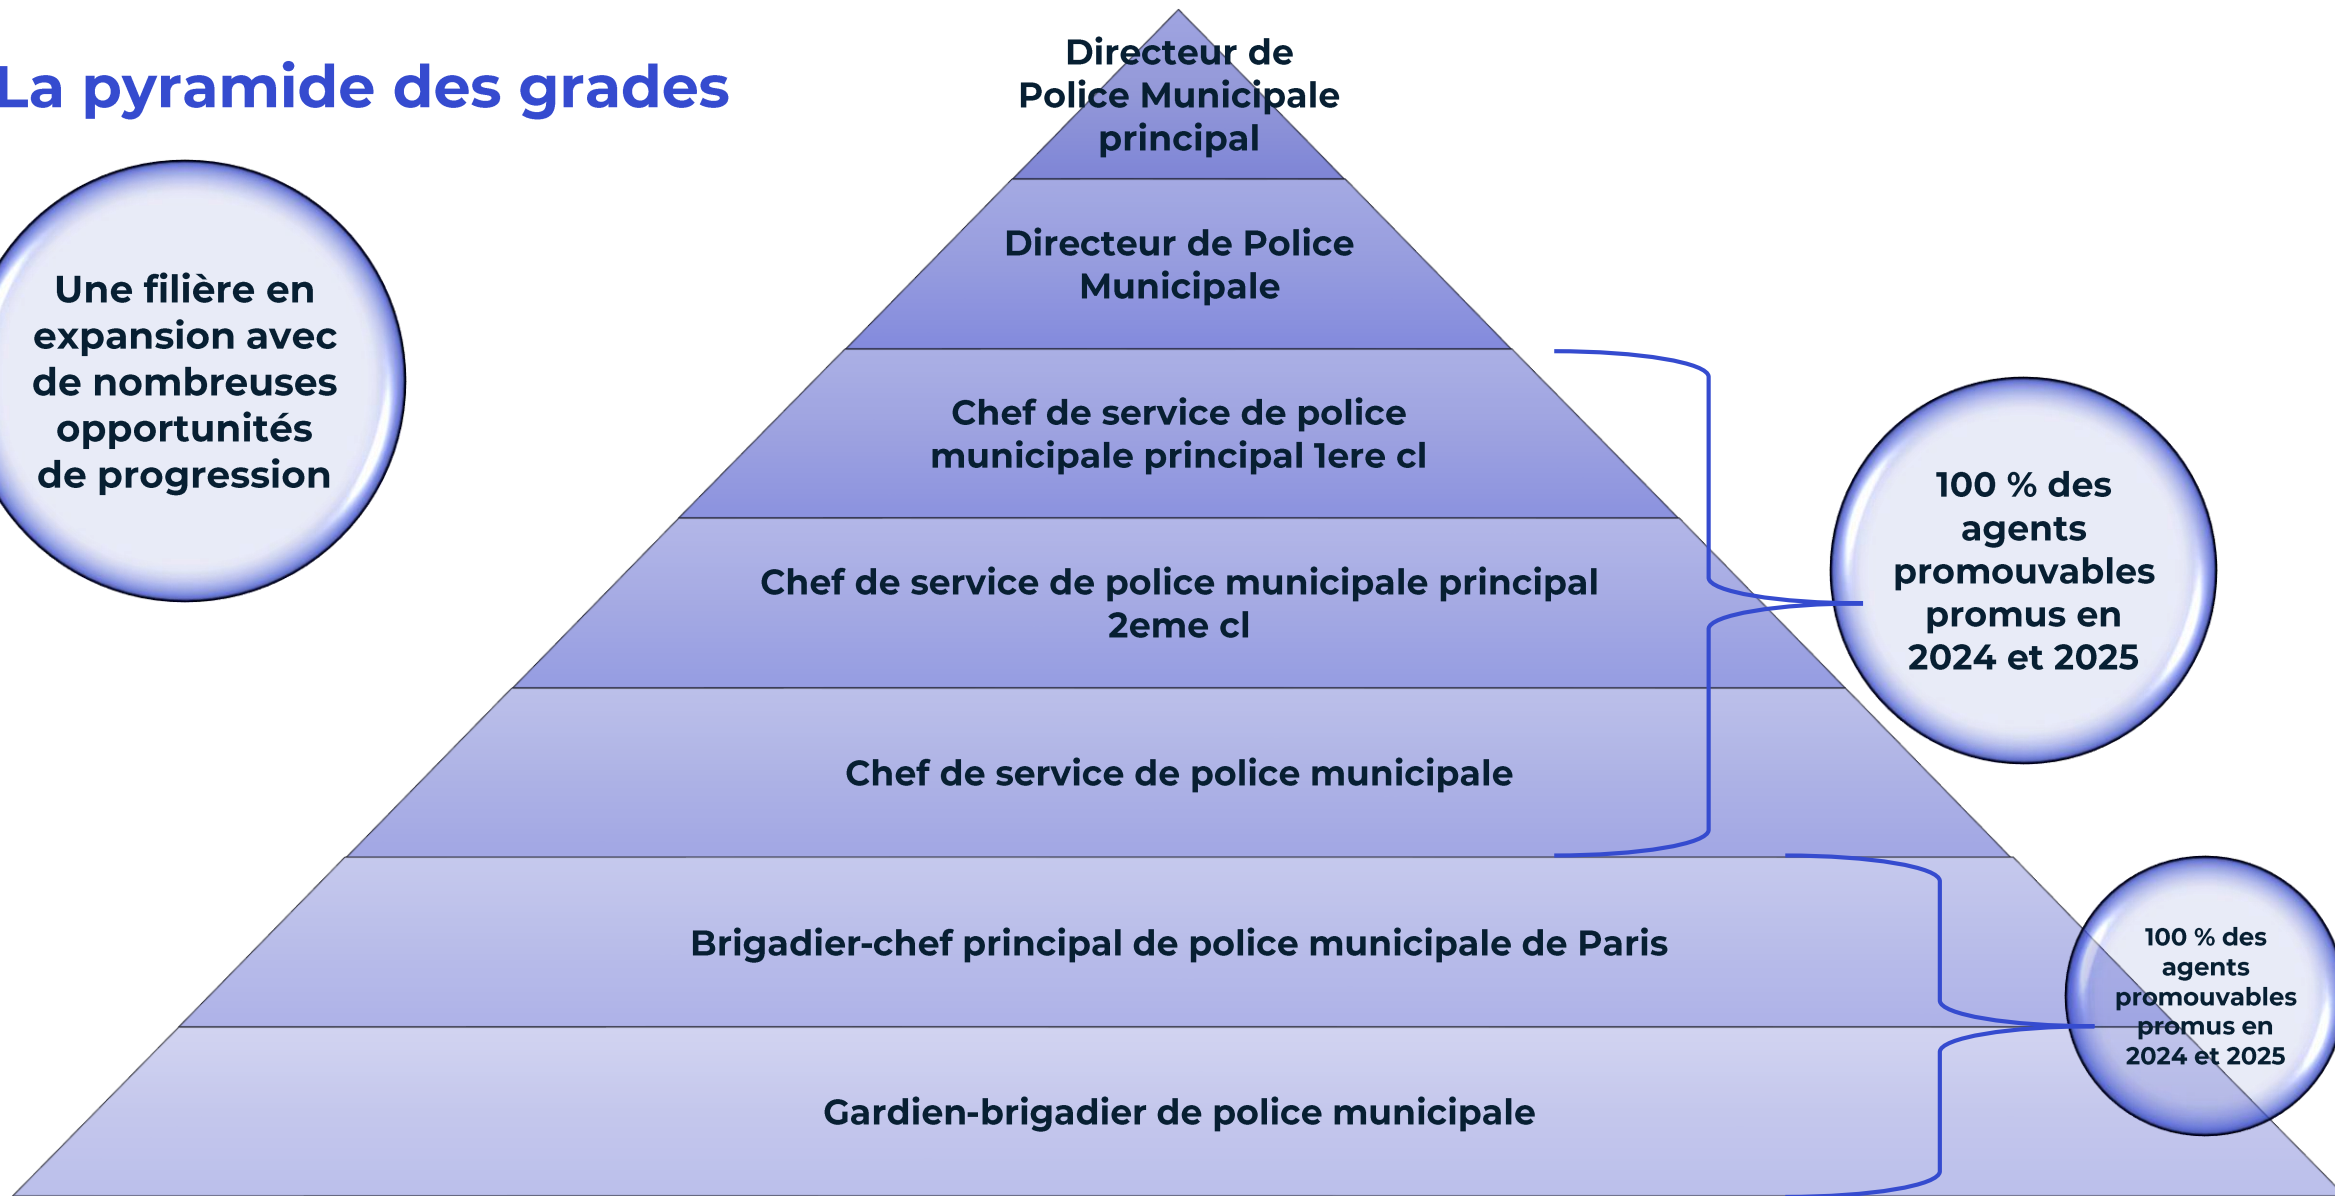 La pyramide des grades
Une filière en
expansion avec
de nombreuses
opportunités
de progression
Directeur de
Police Municipale
principal
Directeur de Police
Municipale
Chef de service de police
municipale principal 1ere cl
Chef de service de police municipale principal
2eme cl
Chef de service de police municipale
Brigadier-chef principal de police municipale de Paris
Gardien-brigadier de police municipale
100 % des
agents
promouvables
promus en
2024 et 2025
100 % des
agents
promouvables
promus en
2024 et 2025